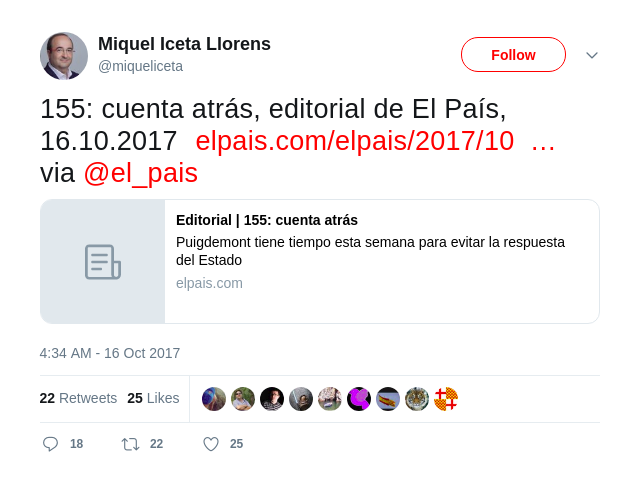 Miquel Iceta Llorens
@miqueliceta
Follow
155: cuenta atrás, editorial de El País,
16.10.2017 elpais.com/elpais/2017/10 …
via @el_pais
Editorial | 155: cuenta atrás
Puigdemont tiene tiempo esta semana para evitar la respuesta
del Estado
elpais.com
4:34 AM - 16 Oct 2017
22 Retweets 25 Likes
18 22 25